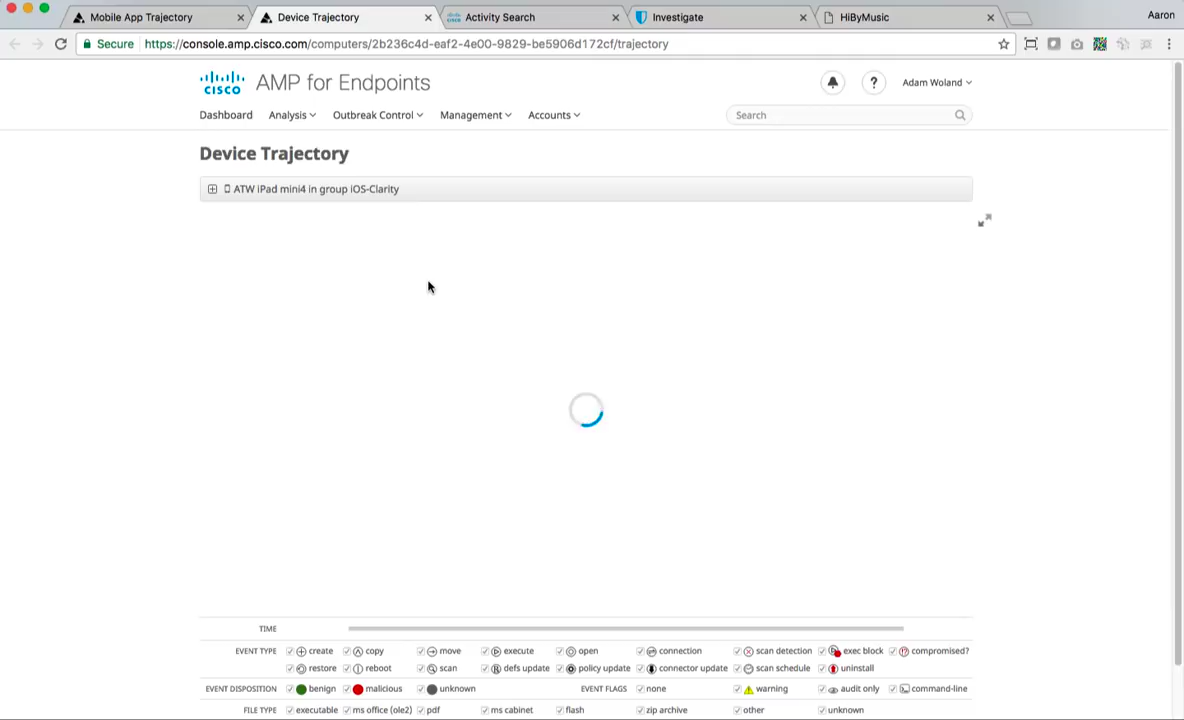 Mobile App Trajectory
Device Trajectory
Activity Search
Investigate
HiByMusic
Aaron
Secure https://console.amp.cisco.com/computers/2b236c4d-eaf2-4e00-9829-be5906d172cf/trajectory
cisco AMP for Endpoints
? Adam Woland
Dashboard Analysis Outbreak Control Management Accounts Search
Device Trajectory
ATW iPad mini4 in group iOS-Clarity
TIME
EVENT TYPE create copy move execute open connection scan detection exec block compromised?
restore reboot scan defs update policy update connector update scan schedule uninstall
EVENT DISPOSITION benign malicious unknown EVENT FLAGS none warning audit only command-line
FILE TYPE executable ms office (ole2) pdf ms cabinet flash zip archive other unknown